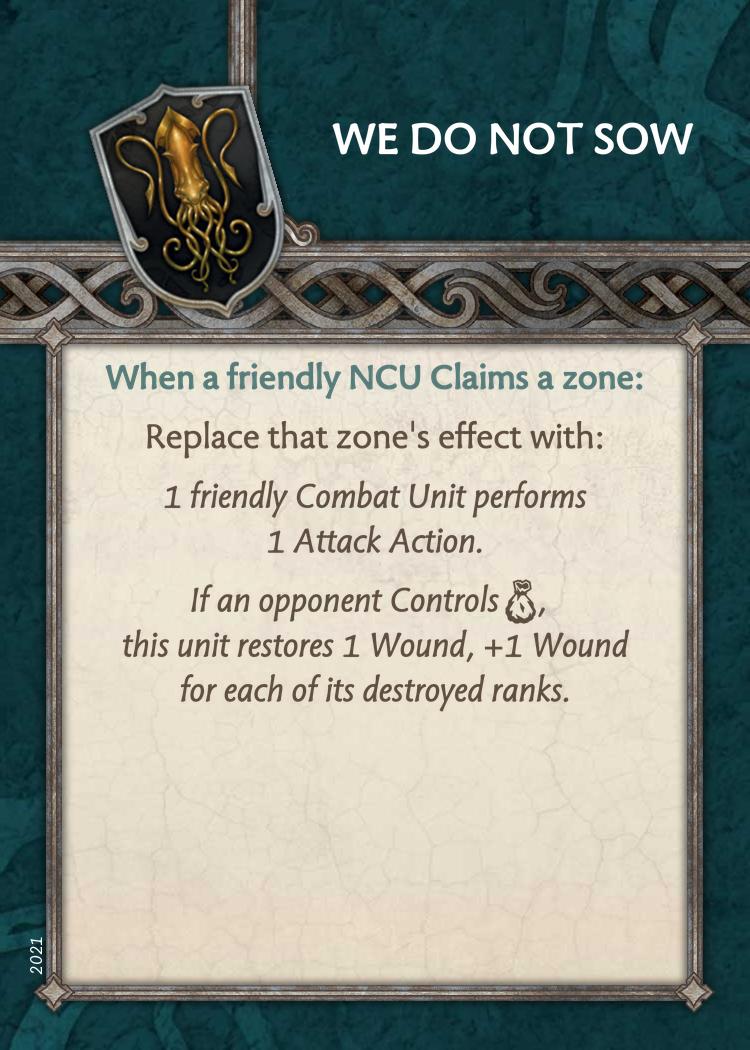 WE DO NOT SOW
When a friendly NCU Claims a zone:
Replace that zone's effect with:
1 friendly Combat Unit performs
1 Attack Action.
If an opponent Controls ,
this unit restores 1 Wound, +1 Wound
for each of its destroyed ranks.
2021